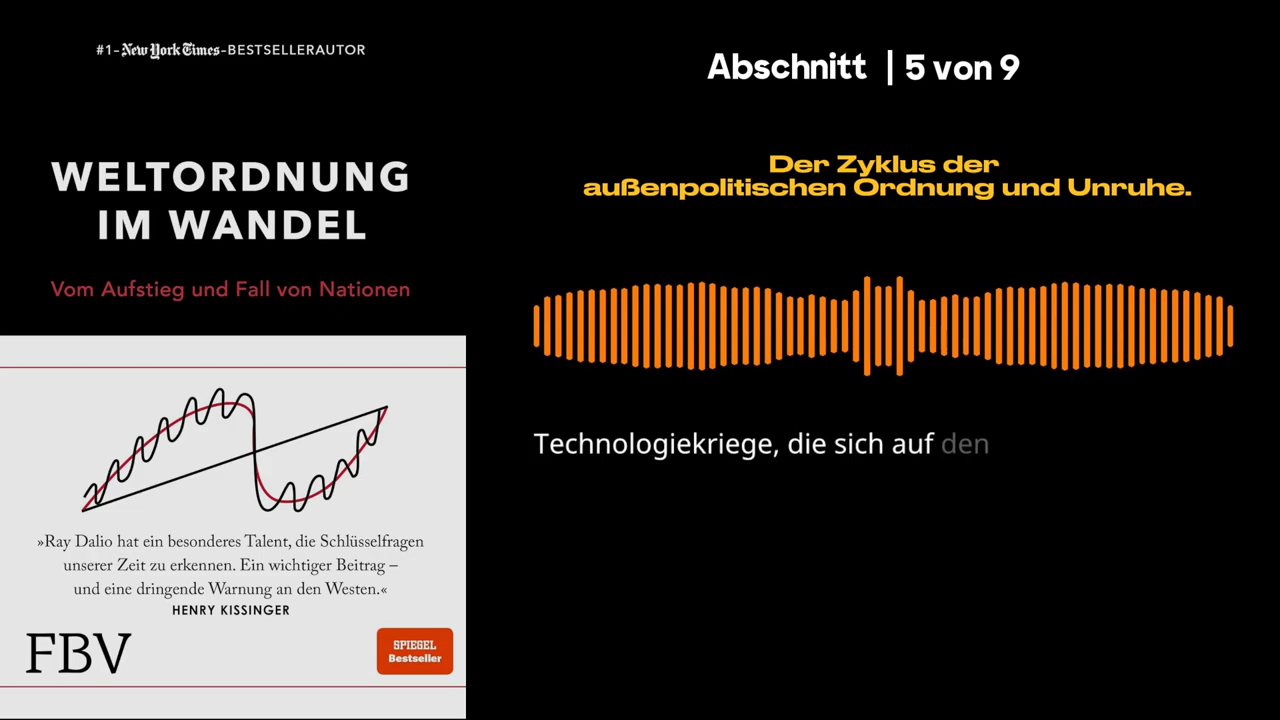 #1-New York Times-BESTSELLERAUTOR
WELTORDNUNG
IM WANDEL
Vom Aufstieg und Fall von Nationen
»Ray Dalio hat ein besonderes Talent, die Schlüsselfragen
unserer Zeit zu erkennen. Ein wichtiger Beitrag –
und eine dringende Warnung an den Westen.«
HENRY KISSINGER
FBV
SPIEGEL
Bestseller
Abschnitt | 5 von 9
Der Zyklus der
außenpolitischen Ordnung und Unruhe.
Technologiekriege, die sich auf den